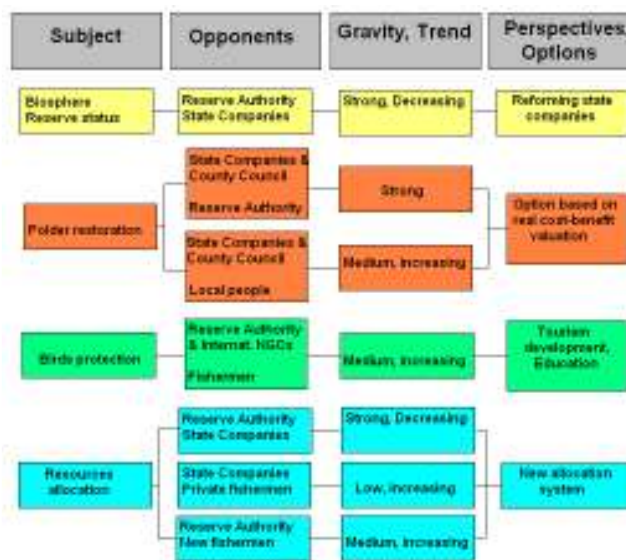 Subject
Opponents
Gravity, Trend
Perspectives
Options
Biosphere
Reserve status
Reserve Authority
State Companies
Strong, Decreasing
Reforming state
companies
Polder restoration
State Companies &
County Council
Reserve Authority
Strong
State Companies &
County Council
Local people
Medium, increasing
Option based on
real cost-benefit
valuation
Birds protection
Reserve Authority
& Internat. NGOs
Fishermen
Medium, increasing
Tourism
development,
Education
Resources
allocation
Reserve Authority
State Companies
Strong, Decreasing
State Companies
Private fishermen
Low, increasing
Reserve Authority
New fishermen
Medium, increasing
New allocation
system